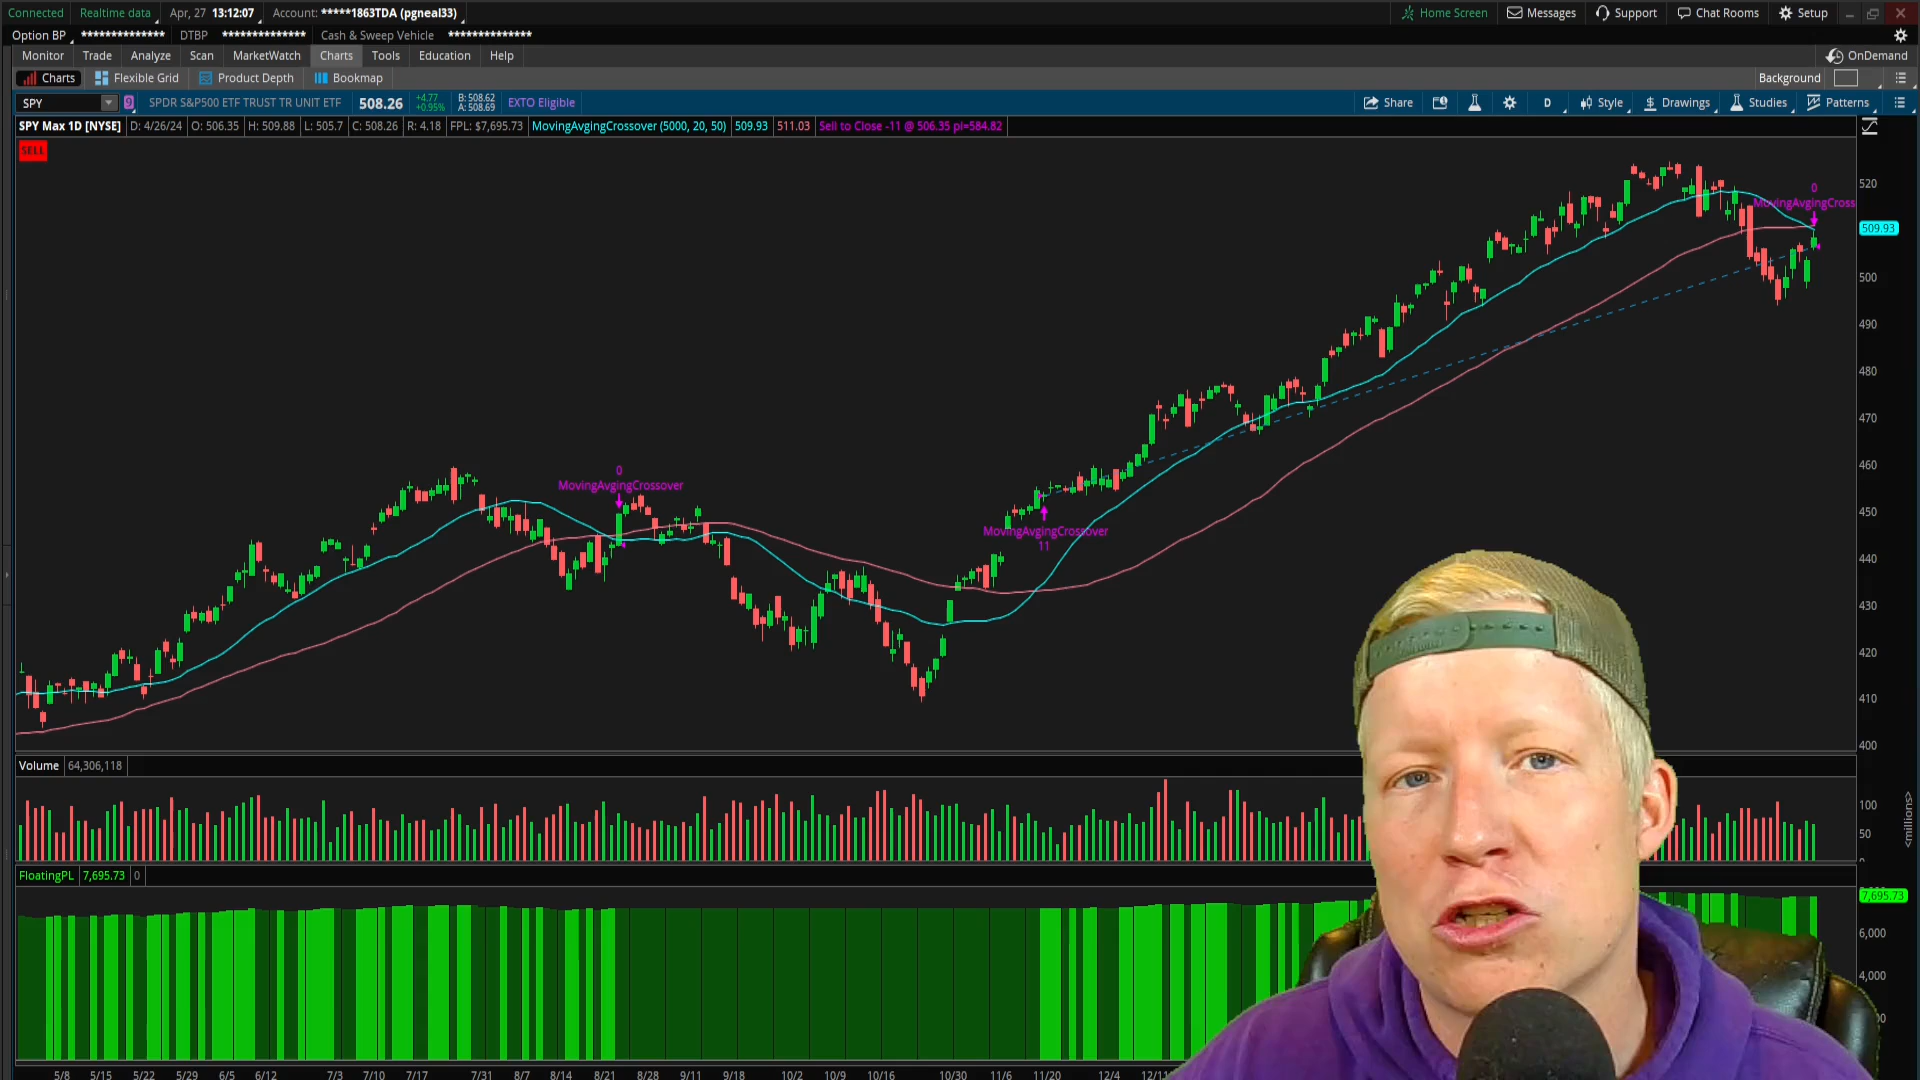 Connected Realtime data Apr, 27 13:12:07 Account: *****1863TDA (pgneal33) Home Screen Messages Support Chat Rooms Setup
Option BP ************** DTBP ************** Cash & Sweep Vehicle **************
Monitor Trade Analyze Scan MarketWatch Charts Tools Education Help OnDemand
Charts Flexible Grid Product Depth Bookmap Background
SPY 9 SPDR S&P500 ETF TRUST TR UNIT ETF 508.26 +4.77 +0.95% B: 508.62 A: 508.69 EXTO Eligible Share D Style $ Drawings Studies Patterns
SPY Max 1D [NYSE] D: 4/26/24 O: 506.35 H: 509.88 L: 505.7 C: 508.26 R: 4.18 FPL: $7,695.73 MovingAvgingCrossover (5000, 20, 50) 509.93 511.03 Sell to Close -11 @ 506.35 pi=584.82
SELL
520
0
MovingAvgingCross
509.93
500
490
480
470
460
0
MovingAvgingCrossover
450
MovingAvgingCrossover
11
440
430
420
410
400
Volume 64,306,118
100
50
<millions>
FloatingPL 7,695.73 0
7,695.73
6,000
4,000
5/8 5/15 5/22 5/29 6/5 6/12 7/3 7/10 7/17 7/31 8/7 8/14 8/21 8/28 9/11 9/18 10/2 10/9 10/16 10/30 11/6 11/20 12/4 12/11